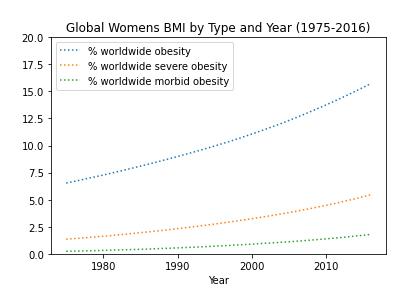 Global Womens BMI by Type and Year (1975-2016)
20.0
17.5
15.0
12.5
10.0
7.5
5.0
2.5
0.0
% worldwide obesity
% worldwide severe obesity
% worldwide morbid obesity
1980 1990 2000 2010
Year